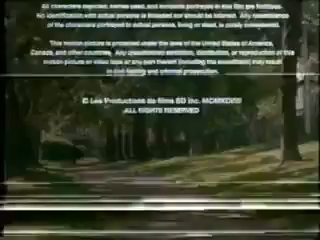 All characters depicted, names used, and incidents portrayed in this film are fictitious.
No identification with actual persons is intended nor should be inferred. Any resemblance
of the characters portrayed to actual persons, living or dead, is purely coincidental.
This motion picture is protected under the laws of the United States of America,
Canada, and other countries. Any unauthorized exhibition, distribution, or reproduction of this
motion picture or video tape or any part thereof (including the soundtrack) may result
in civil liability and criminal prosecution.
© Les Productions de films BD Inc. MCMXCVIII
ALL RIGHTS RESERVED